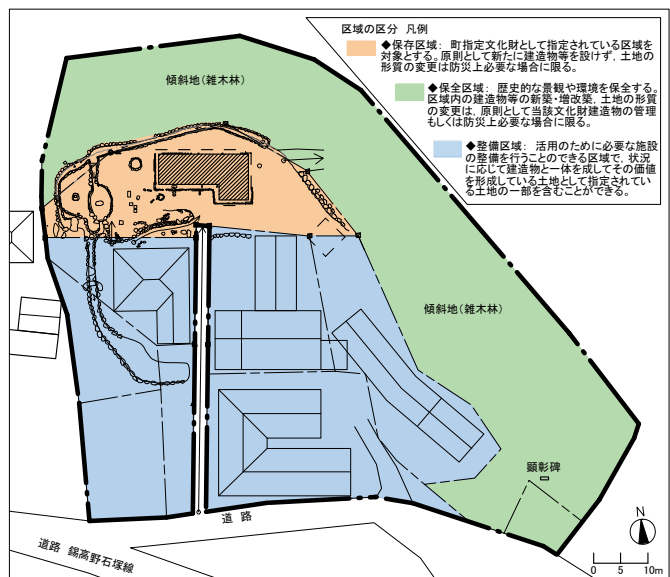 区域の区分 凡例
◆保存区域: 町指定文化財として指定されている区域を
対象とする。原則として新たに建造物等を設けず,土地の
形質の変更は防災上必要な場合に限る。
◆保全区域: 歴史的な景観や環境を保全する。
区域内の建造物等の新築・増改築,土地の形質
の変更は,原則として当該文化財建造物の管理
もしくは防災上必要な場合に限る。
◆整備区域: 活用のために必要な施設
の整備を行うことのできる区域で,状況
に応じて建造物と一体を成してその価値
を形成している土地として指定されてい
る土地の一部を含むことができる。
傾斜地(雑木林)
傾斜地(雑木林)
顕彰碑
道 路
道路 錫高野石塚線
N
0 5 10m